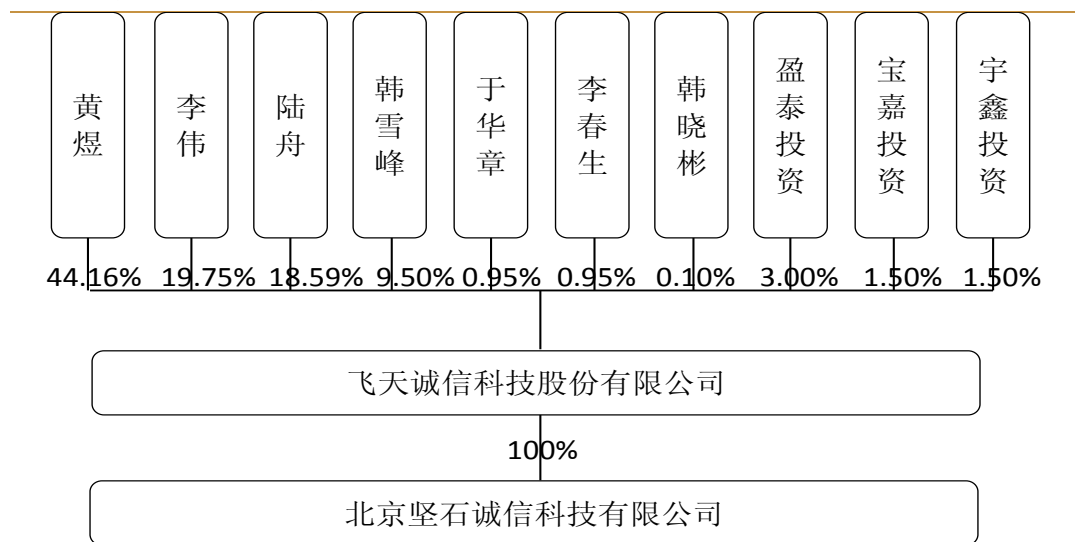 黄煜
李伟
陆舟
韩雪峰
于华章
李春生
韩晓彬
盈泰投资
宝嘉投资
宇鑫投资
44.16% 19.75% 18.59% 9.50% 0.95% 0.95% 0.10% 3.00% 1.50% 1.50%
飞天诚信科技股份有限公司
100%
北京坚石诚信科技有限公司